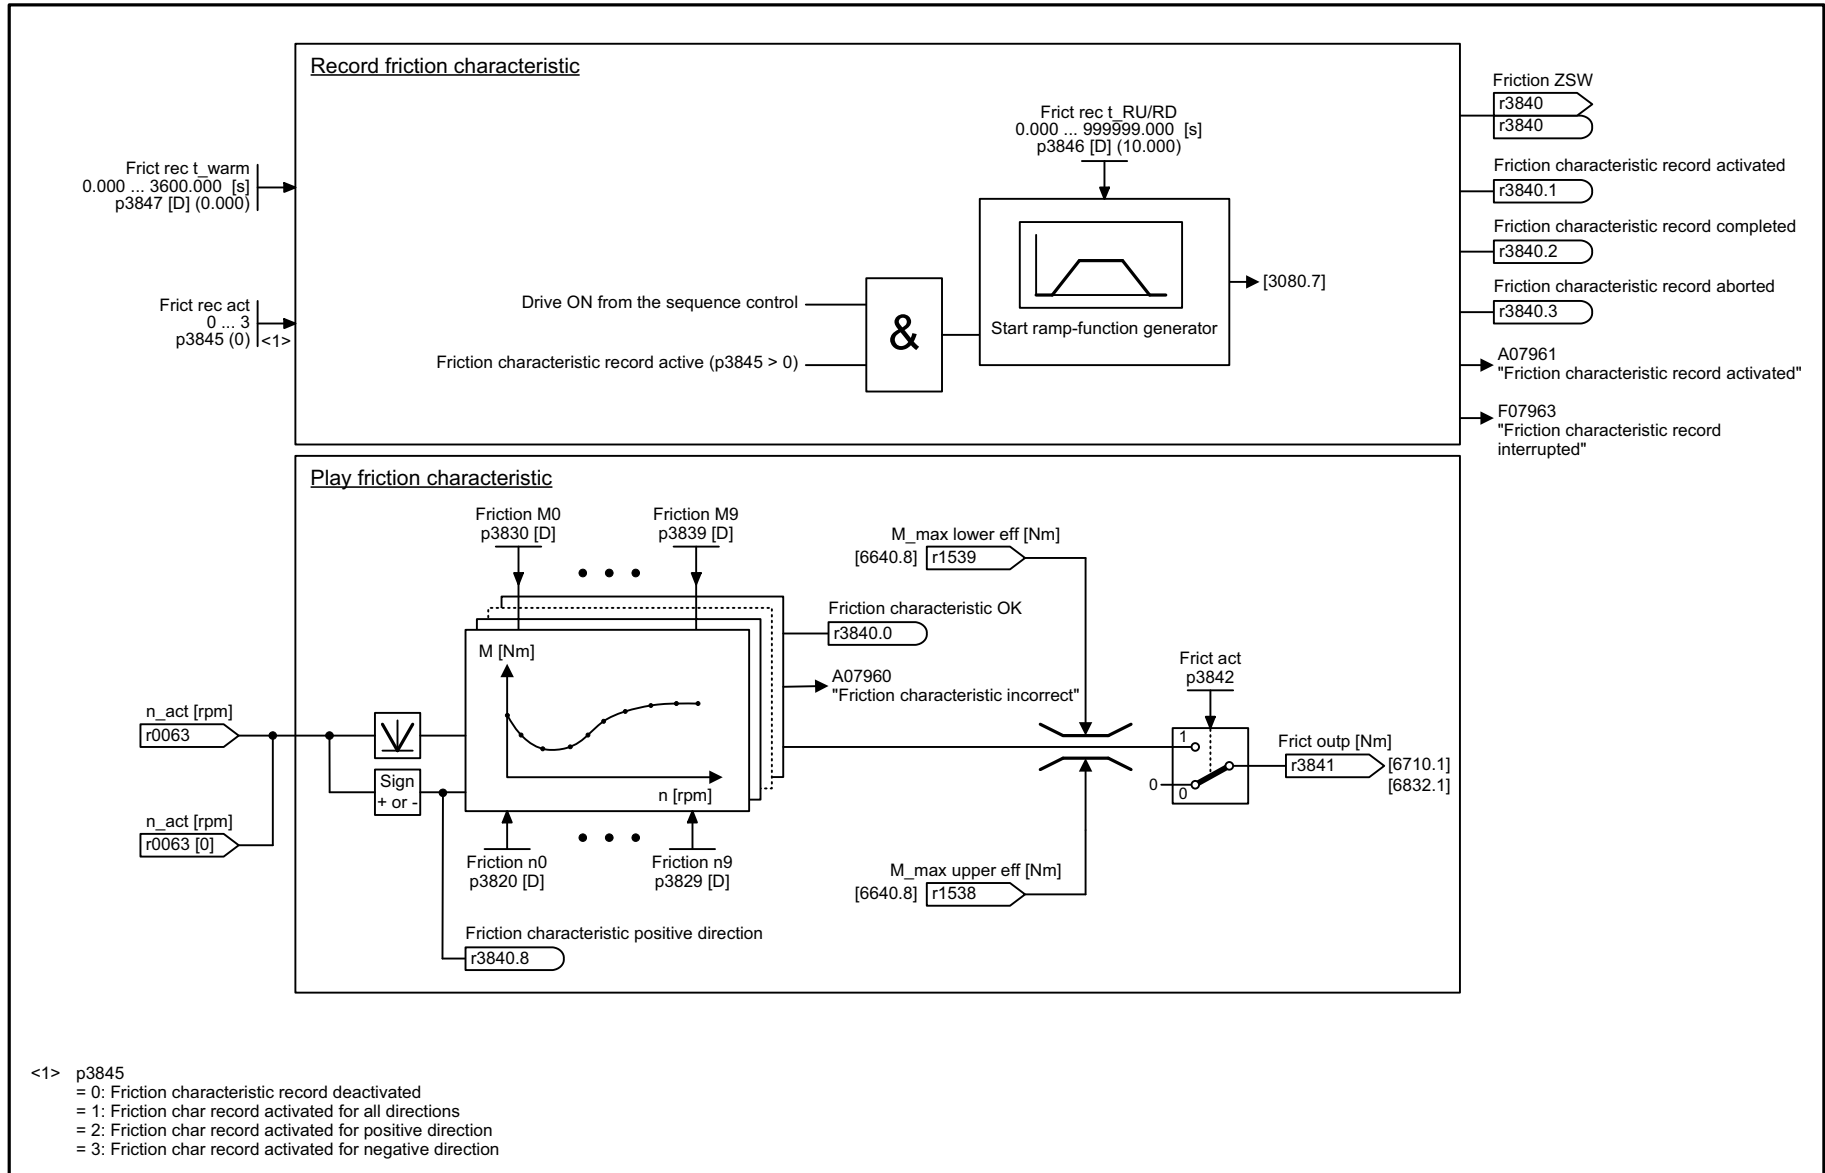 Record friction characteristic
Frict rec t_warm
0.000 ... 3600.000 [s]
p3847 [D] (0.000)
Frict rec act
0 ... 3
p3845 (0)
<1>
Frict rec t_RU/RD
0.000 ... 999999.000 [s]
p3846 [D] (10.000)
Drive ON from the sequence control
Friction characteristic record active (p3845 > 0)
&
Start ramp-function generator
[3080.7]
Friction ZSW
r3840
r3840
Friction characteristic record activated
r3840.1
Friction characteristic record completed
r3840.2
Friction characteristic record aborted
r3840.3
A07961
"Friction characteristic record activated"
F07963
"Friction characteristic record
interrupted"
Play friction characteristic
Friction M0
p3830 [D]
Friction M9
p3839 [D]
M_max lower eff [Nm]
[6640.8] r1539
Friction characteristic OK
r3840.0
A07960
"Friction characteristic incorrect"
M [Nm]
n [rpm]
n_act [rpm]
r0063
Sign
+ or -
n_act [rpm]
r0063 [0]
Friction n0
p3820 [D]
Friction n9
p3829 [D]
M_max upper eff [Nm]
[6640.8] r1538
Frict act
p3842
1
0
0
Frict outp [Nm]
r3841
[6710.1]
[6832.1]
Friction characteristic positive direction
r3840.8
<1> p3845
= 0: Friction characteristic record deactivated
= 1: Friction char record activated for all directions
= 2: Friction char record activated for positive direction
= 3: Friction char record activated for negative direction